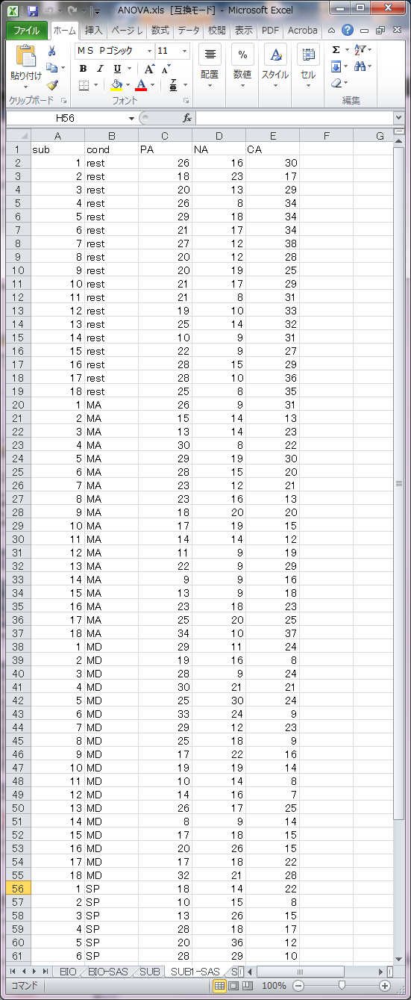 ANOVA.xls [互換モード] - Microsoft Excel
ファイル ホーム 挿入 ページ レ 数式 データ 校閲 表示 PDF Acroba
ＭＳ Ｐゴシック 11
貼り付け B I U A A 配置 数値 スタイル セル
クリップボード フォント 編集
H56 fx
A B C D E F G
1 sub cond PA NA CA
2 1 rest 26 16 30
3 2 rest 18 23 17
4 3 rest 20 13 29
5 4 rest 26 8 34
6 5 rest 29 18 34
7 6 rest 21 17 34
8 7 rest 27 12 38
9 8 rest 20 12 28
10 9 rest 20 19 25
11 10 rest 21 17 29
12 11 rest 21 8 31
13 12 rest 19 10 33
14 13 rest 25 14 32
15 14 rest 10 9 31
16 15 rest 22 9 27
17 16 rest 28 15 29
18 17 rest 28 10 36
19 18 rest 25 8 35
20 1 MA 26 9 31
21 2 MA 15 14 13
22 3 MA 13 14 23
23 4 MA 30 8 22
24 5 MA 29 19 30
25 6 MA 28 15 20
26 7 MA 23 12 21
27 8 MA 23 16 13
28 9 MA 18 20 20
29 10 MA 17 19 15
30 11 MA 14 14 12
31 12 MA 11 9 19
32 13 MA 22 9 29
33 14 MA 9 9 16
34 15 MA 13 9 18
35 16 MA 23 18 23
36 17 MA 25 20 25
37 18 MA 34 10 37
38 1 MD 29 11 24
39 2 MD 19 16 8
40 3 MD 28 9 24
41 4 MD 30 21 21
42 5 MD 25 30 24
43 6 MD 33 24 9
44 7 MD 29 12 23
45 8 MD 25 18 9
46 9 MD 17 22 16
47 10 MD 19 19 14
48 11 MD 10 14 8
49 12 MD 14 16 7
50 13 MD 26 17 25
51 14 MD 8 9 14
52 15 MD 17 18 15
53 16 MD 20 26 15
54 17 MD 17 18 22
55 18 MD 32 21 28
56 1 SP 18 14 22
57 2 SP 10 15 8
58 3 SP 13 26 15
59 4 SP 28 18 17
60 5 SP 20 36 12
61 6 SP 28 29 10
BIO BIO-SAS SUB SUB1-SAS S
コマンド 100%